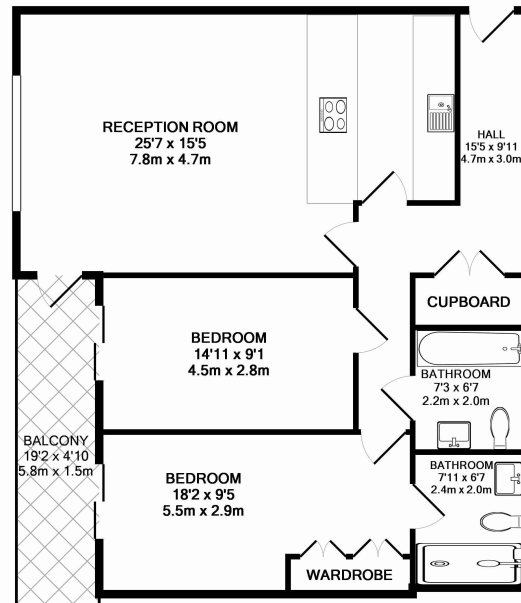 RECEPTION ROOM
25'7 x 15'5
7.8m x 4.7m
HALL
15'5 x 9'11
4.7m x 3.0m
CUPBOARD
BEDROOM
14'11 x 9'1
4.5m x 2.8m
BATHROOM
7'3 x 6'7
2.2m x 2.0m
BALCONY
19'2 x 4'10
5.8m x 1.5m
BEDROOM
18'2 x 9'5
5.5m x 2.9m
BATHROOM
7'11 x 6'7
2.4m x 2.0m
WARDROBE